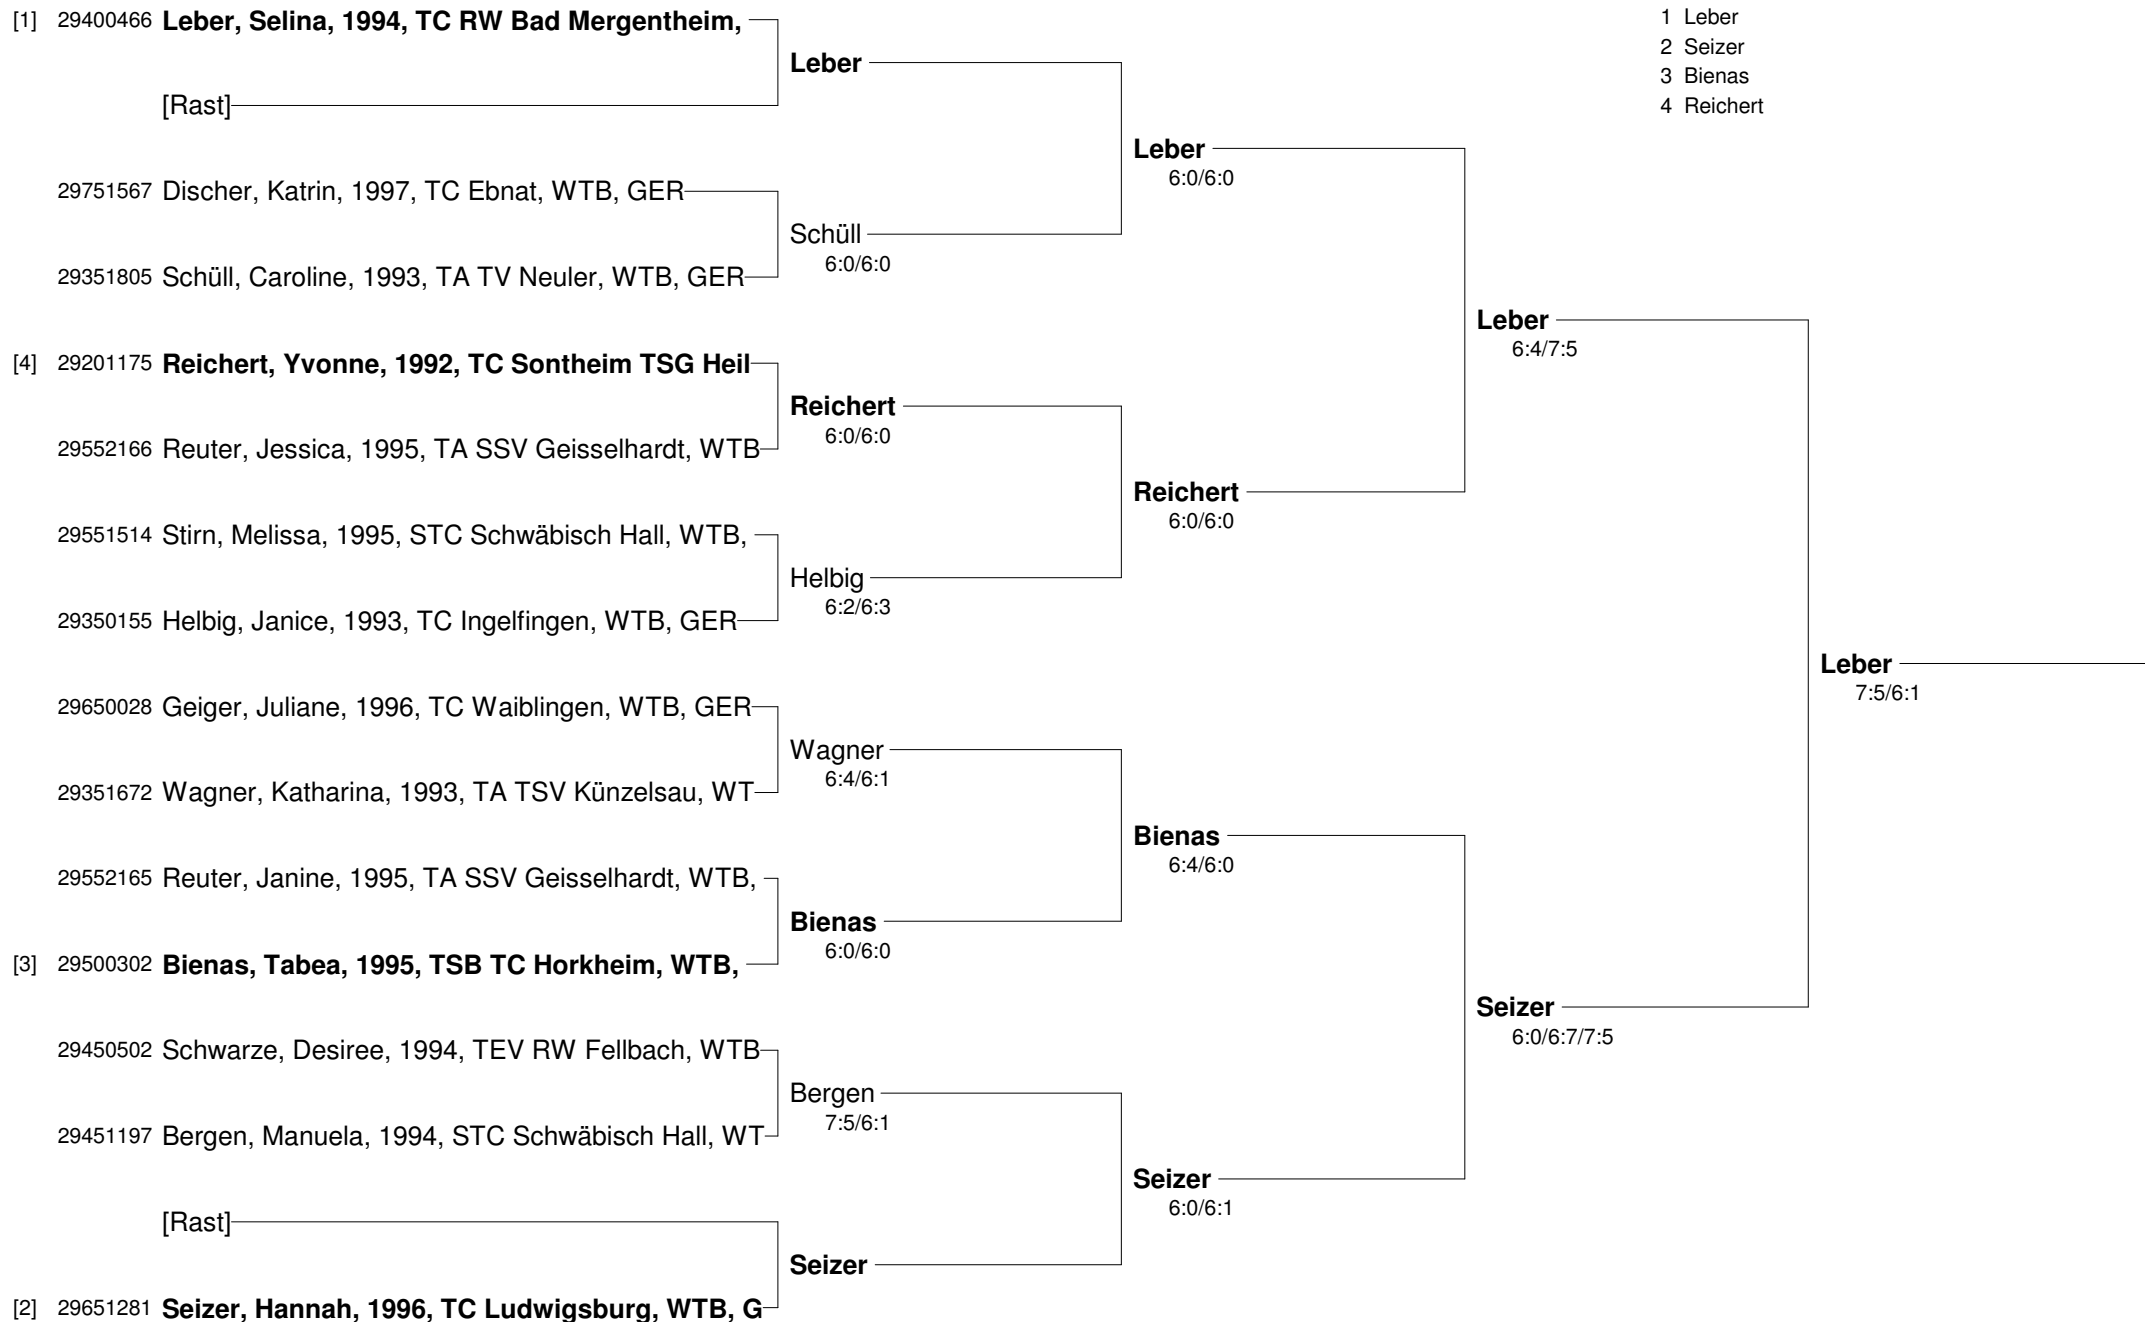 [1] 29400466 Leber, Selina, 1994, TC RW Bad Mergentheim,
[Rast]
29751567 Discher, Katrin, 1997, TC Ebnat, WTB, GER
29351805 Schüll, Caroline, 1993, TA TV Neuler, WTB, GER
[4] 29201175 Reichert, Yvonne, 1992, TC Sontheim TSG Heil
29552166 Reuter, Jessica, 1995, TA SSV Geisselhardt, WTB
29551514 Stirn, Melissa, 1995, STC Schwäbisch Hall, WTB,
29350155 Helbig, Janice, 1993, TC Ingelfingen, WTB, GER
29650028 Geiger, Juliane, 1996, TC Waiblingen, WTB, GER
29351672 Wagner, Katharina, 1993, TA TSV Künzelsau, WT
29552165 Reuter, Janine, 1995, TA SSV Geisselhardt, WTB,
[3] 29500302 Bienas, Tabea, 1995, TSB TC Horkheim, WTB,
29450502 Schwarze, Desiree, 1994, TEV RW Fellbach, WTB
29451197 Bergen, Manuela, 1994, STC Schwäbisch Hall, WT
[Rast]
[2] 29651281 Seizer, Hannah, 1996, TC Ludwigsburg, WTB, G
Leber
Schüll
6:0/6:0
Reichert
6:0/6:0
Helbig
6:2/6:3
Wagner
6:4/6:1
Bienas
6:0/6:0
Bergen
7:5/6:1
Seizer
Leber
6:0/6:0
Reichert
6:0/6:0
Bienas
6:4/6:0
Seizer
6:0/6:1
Leber
6:4/7:5
Seizer
6:0/6:7/7:5
Leber
7:5/6:1
1 Leber
2 Seizer
3 Bienas
4 Reichert